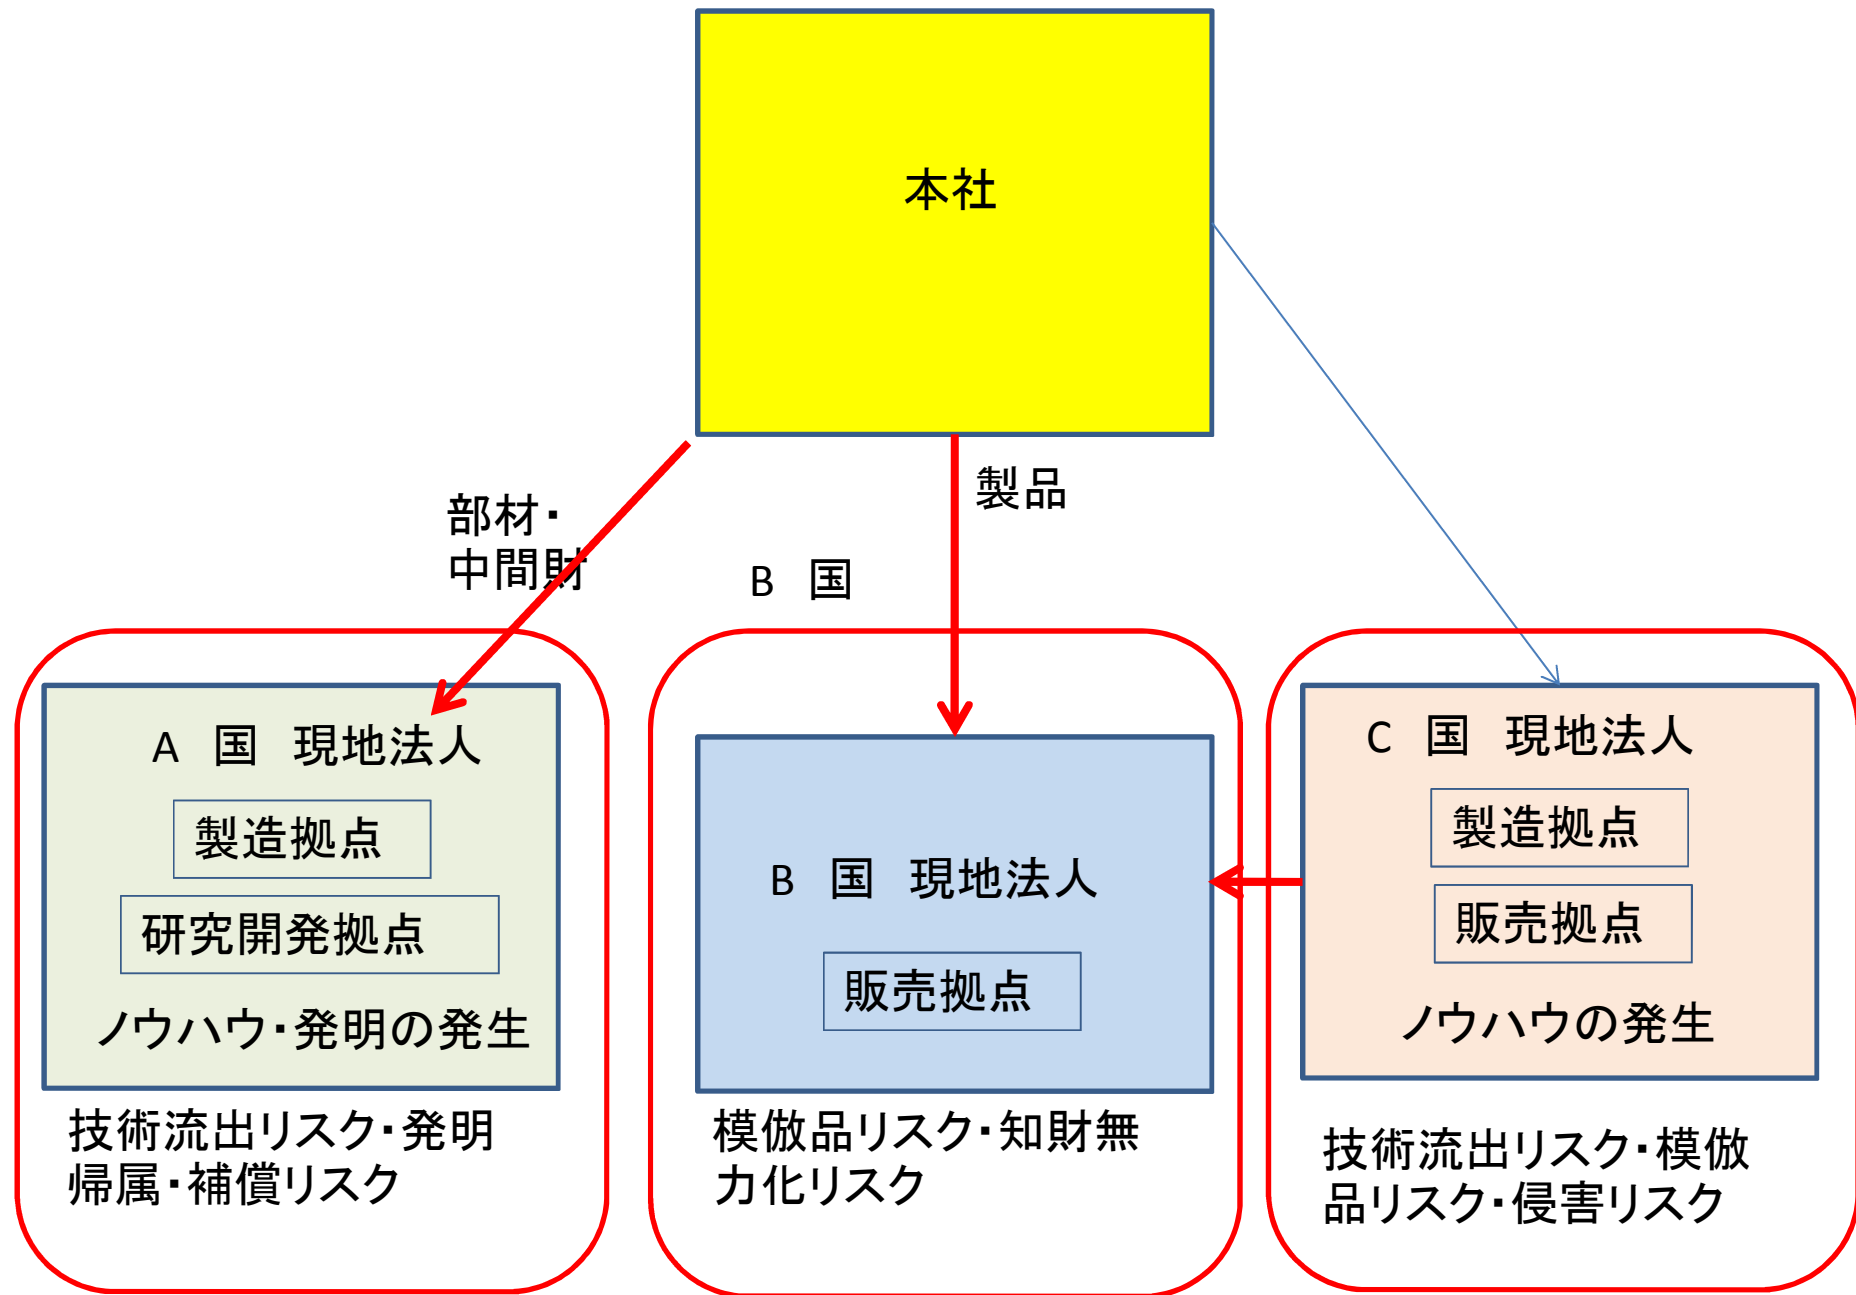 本社
製品
部材・
中間財
B 国
A 国 現地法人
製造拠点
研究開発拠点
ノウハウ・発明の発生
技術流出リスク・発明
帰属・補償リスク
B 国 現地法人
販売拠点
模倣品リスク・知財無
力化リスク
C 国 現地法人
製造拠点
販売拠点
ノウハウの発生
技術流出リスク・模倣
品リスク・侵害リスク